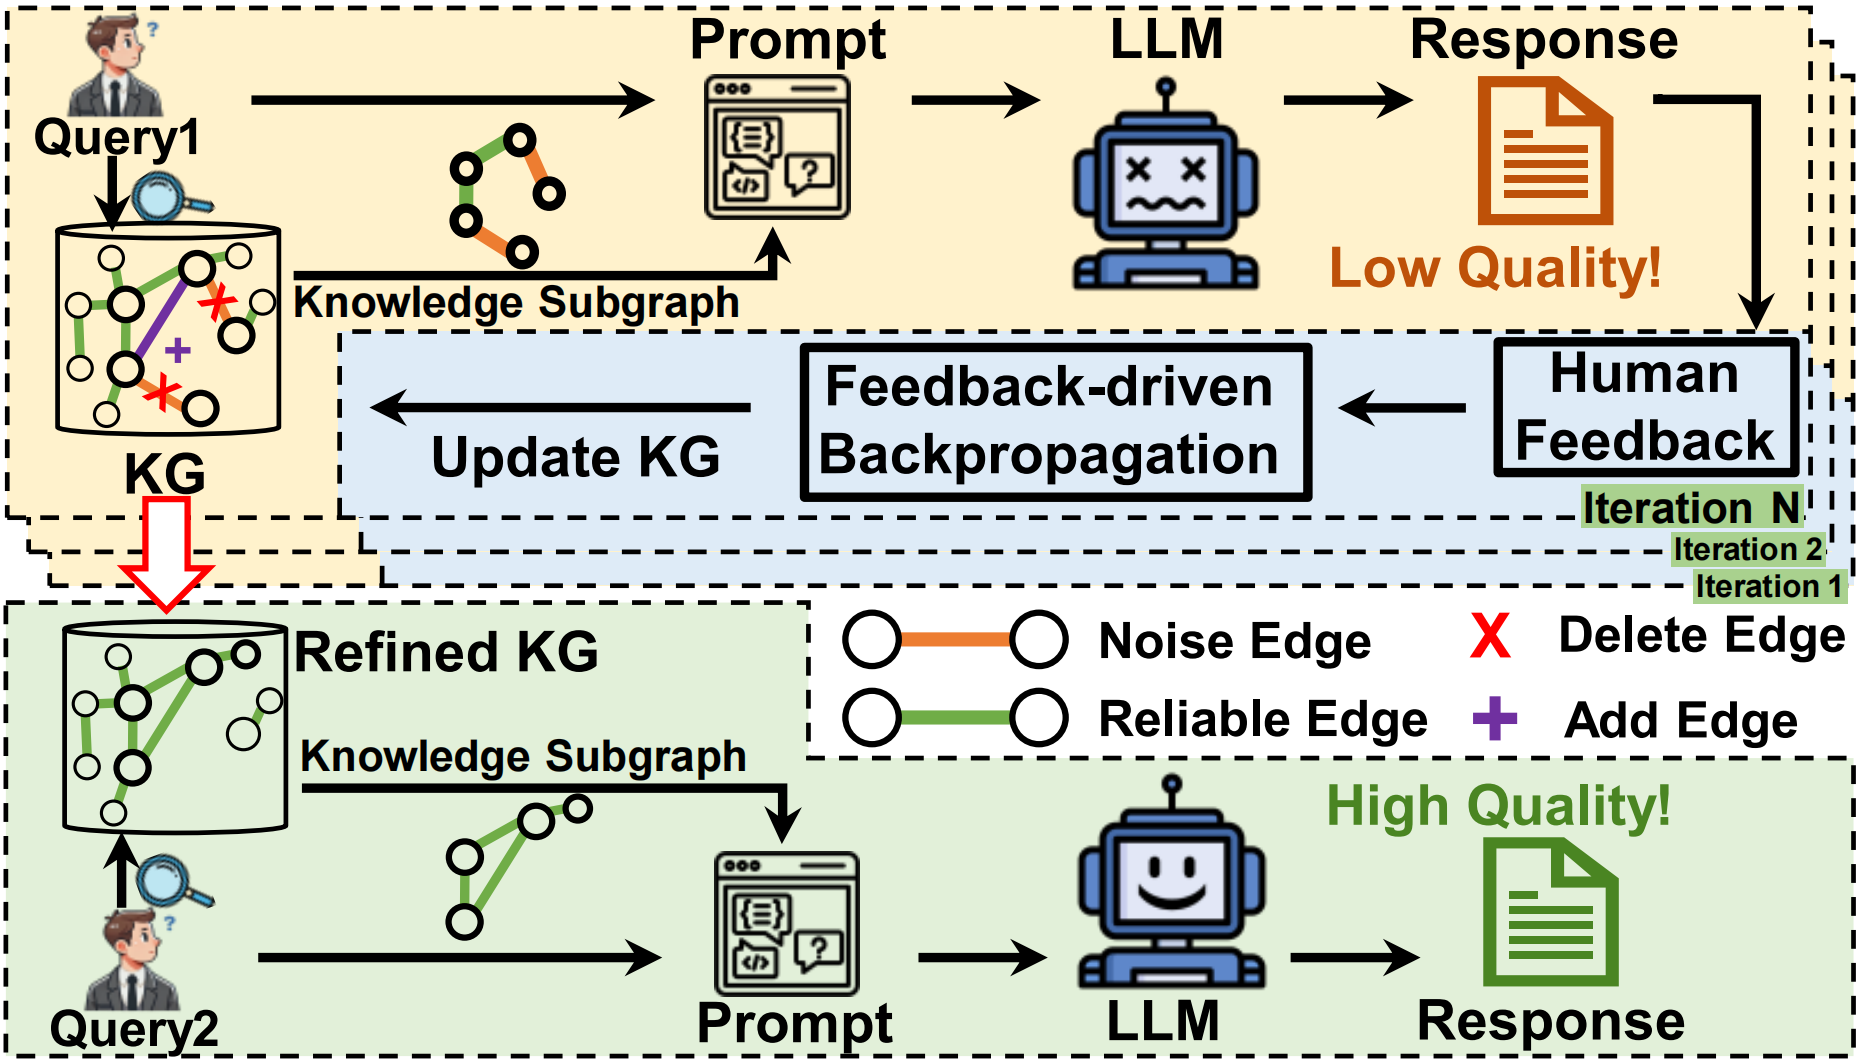 Prompt
LLM
Response
Query1
Low Quality!
Knowledge Subgraph
KG
Update KG
Feedback-driven
Backpropagation
Human
Feedback
Iteration N
Iteration 2
Iteration 1
Refined KG
Noise Edge
X Delete Edge
Reliable Edge
+ Add Edge
Knowledge Subgraph
High Quality!
Query2
Prompt
LLM
Response